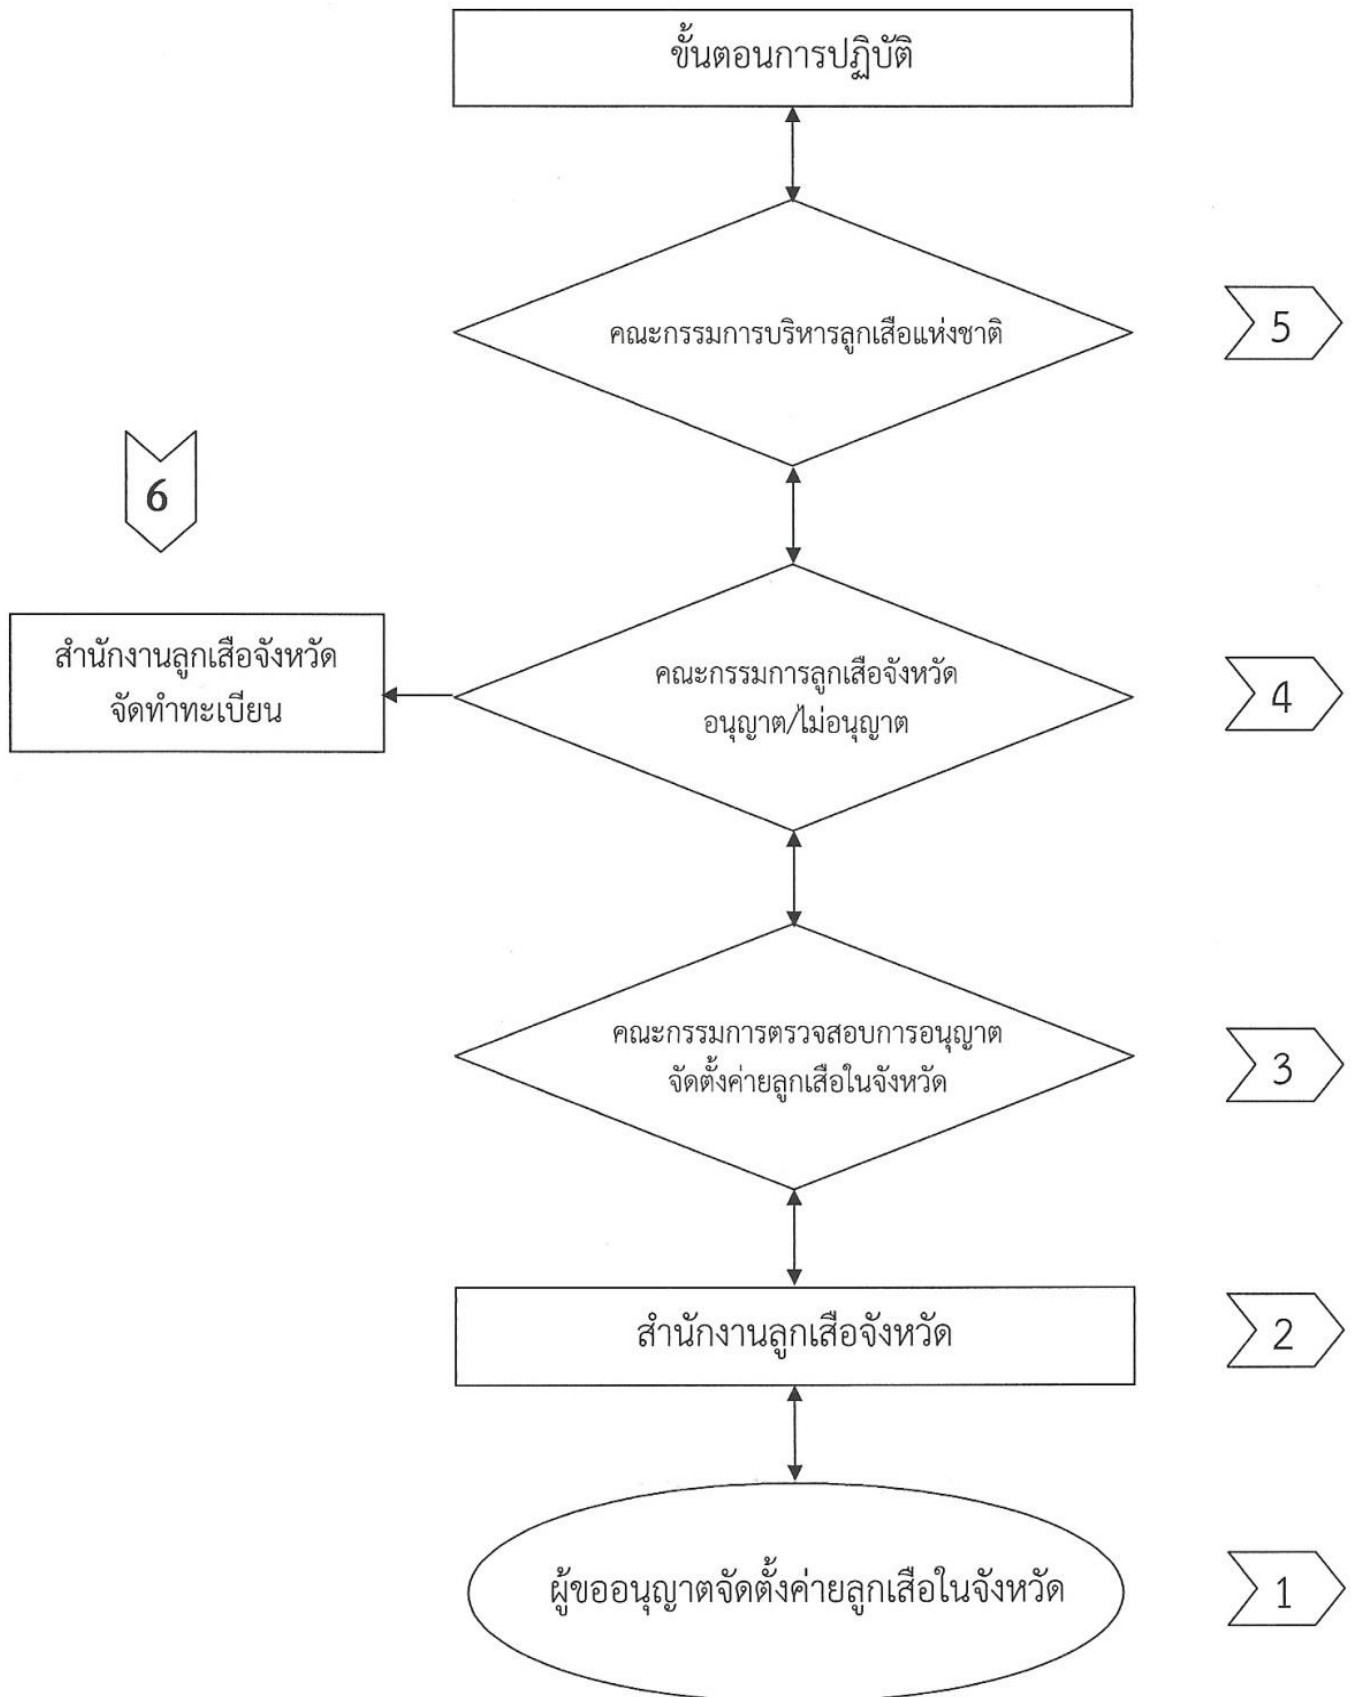 ขั้นตอนการปฏิบัติ
คณะกรรมการบริหารลูกเสือแห่งชาติ
5
6
สำนักงานลูกเสือจังหวัด
จัดทำทะเบียน
คณะกรรมการลูกเสือจังหวัด
อนุญาต/ไม่อนุญาต
4
คณะกรรมการตรวจสอบการอนุญาต
จัดตั้งค่ายลูกเสือในจังหวัด
3
สำนักงานลูกเสือจังหวัด
2
ผู้ขออนุญาตจัดตั้งค่ายลูกเสือในจังหวัด
1